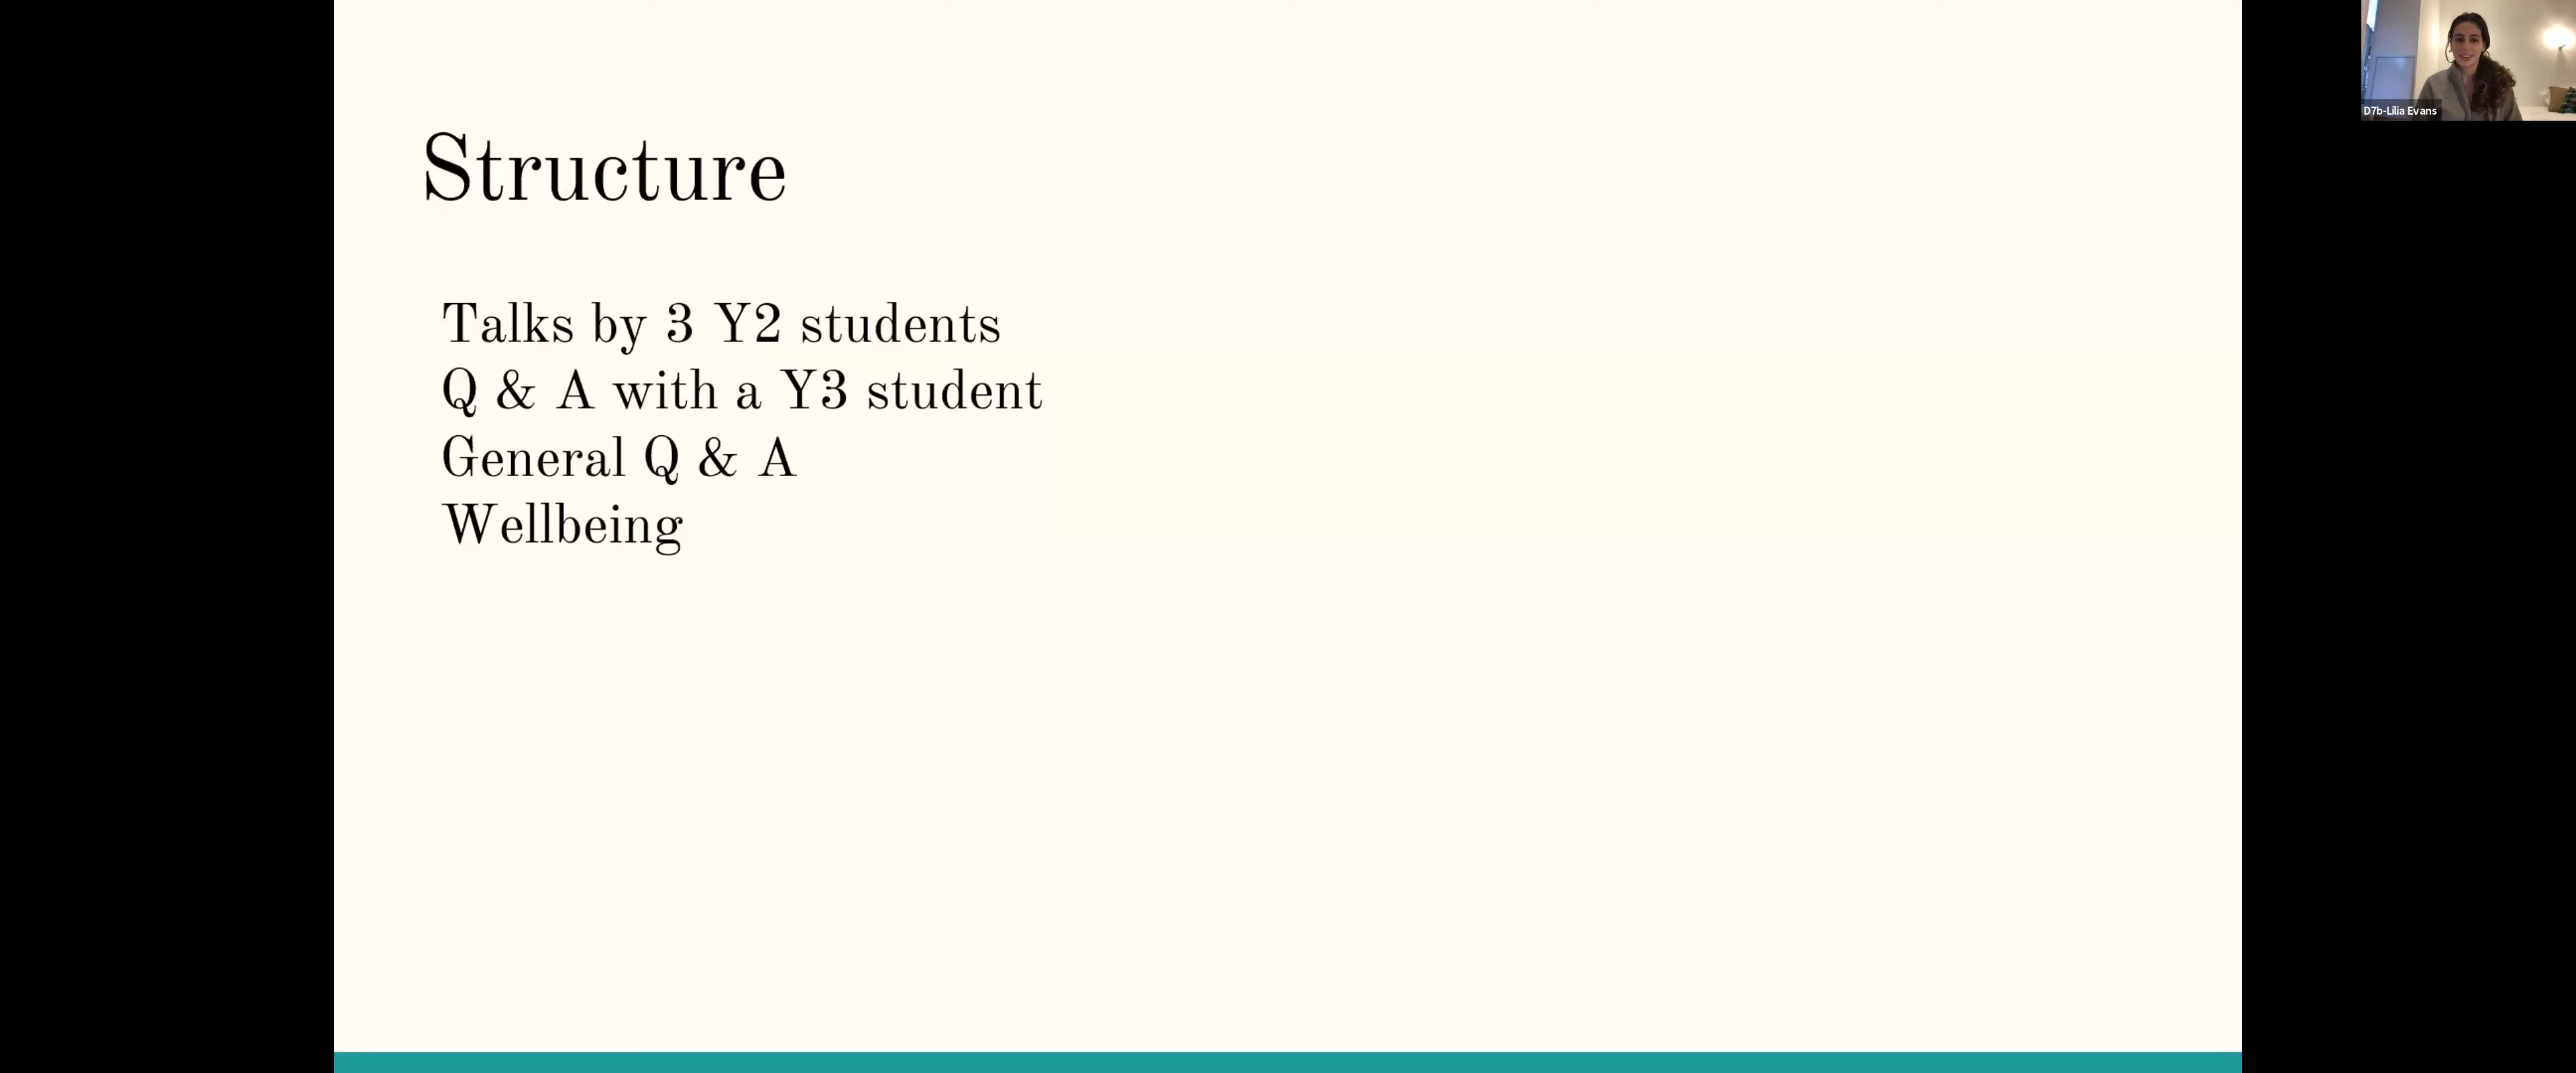 Structure
Talks by 3 Y2 students
Q & A with a Y3 student
General Q & A
Wellbeing
D7b-Lilia Evans